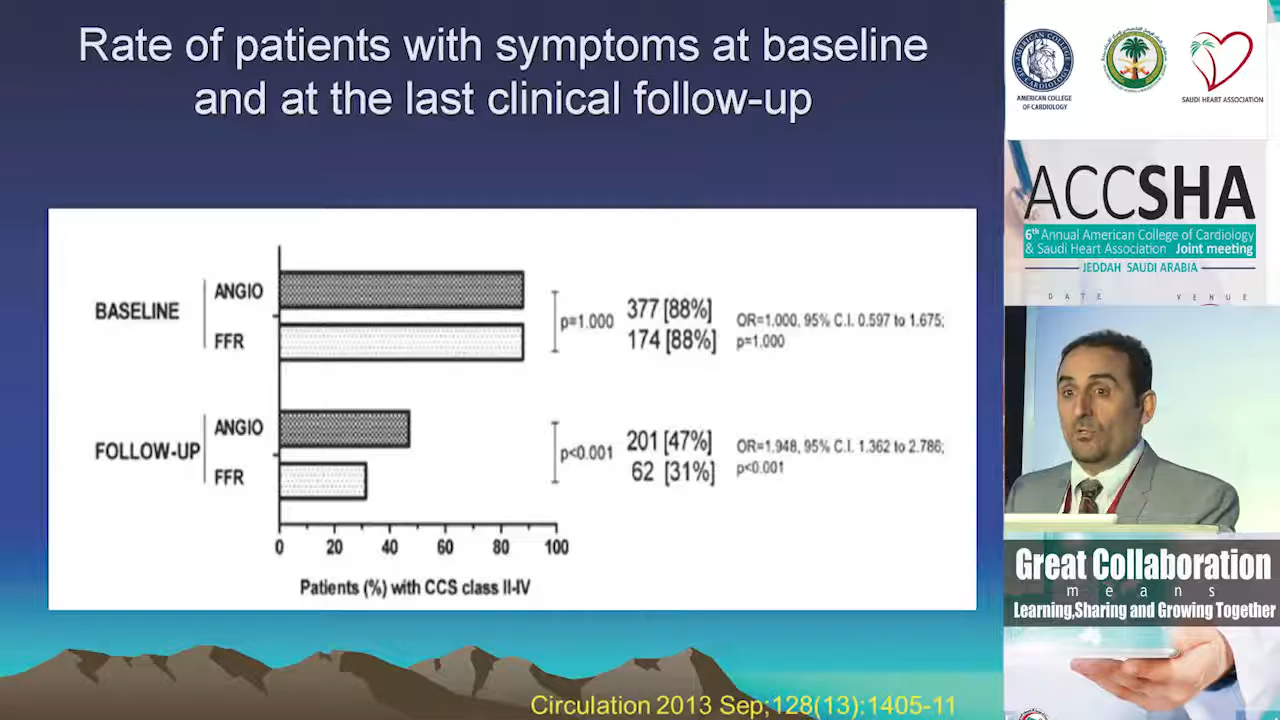 Rate of patients with symptoms at baseline
and at the last clinical follow-up
BASELINE
ANGIO
FFR
p=1.000
377 [88%]
174 [88%]
OR=1.000, 95% C.I. 0.597 to 1.675;
p=1.000
FOLLOW-UP
ANGIO
FFR
p<0.001
201 [47%]
62 [31%]
OR=1.948, 95% C.I. 1.362 to 2.786;
p<0.001
0 20 40 60 80 100
Patients (%) with CCS class II-IV
Circulation 2013 Sep;128(13):1405-11
AMERICAN COLLEGE
OF CARDIOLOGY
SAUDI HEART ASSOCIATION
ACCSHA
6th Annual American College of Cardiology
& Saudi Heart Association Joint meeting
JEDDAH SAUDI ARABIA
DATE VENUE
Great Collaboration
means
Learning,Sharing and Growing Together